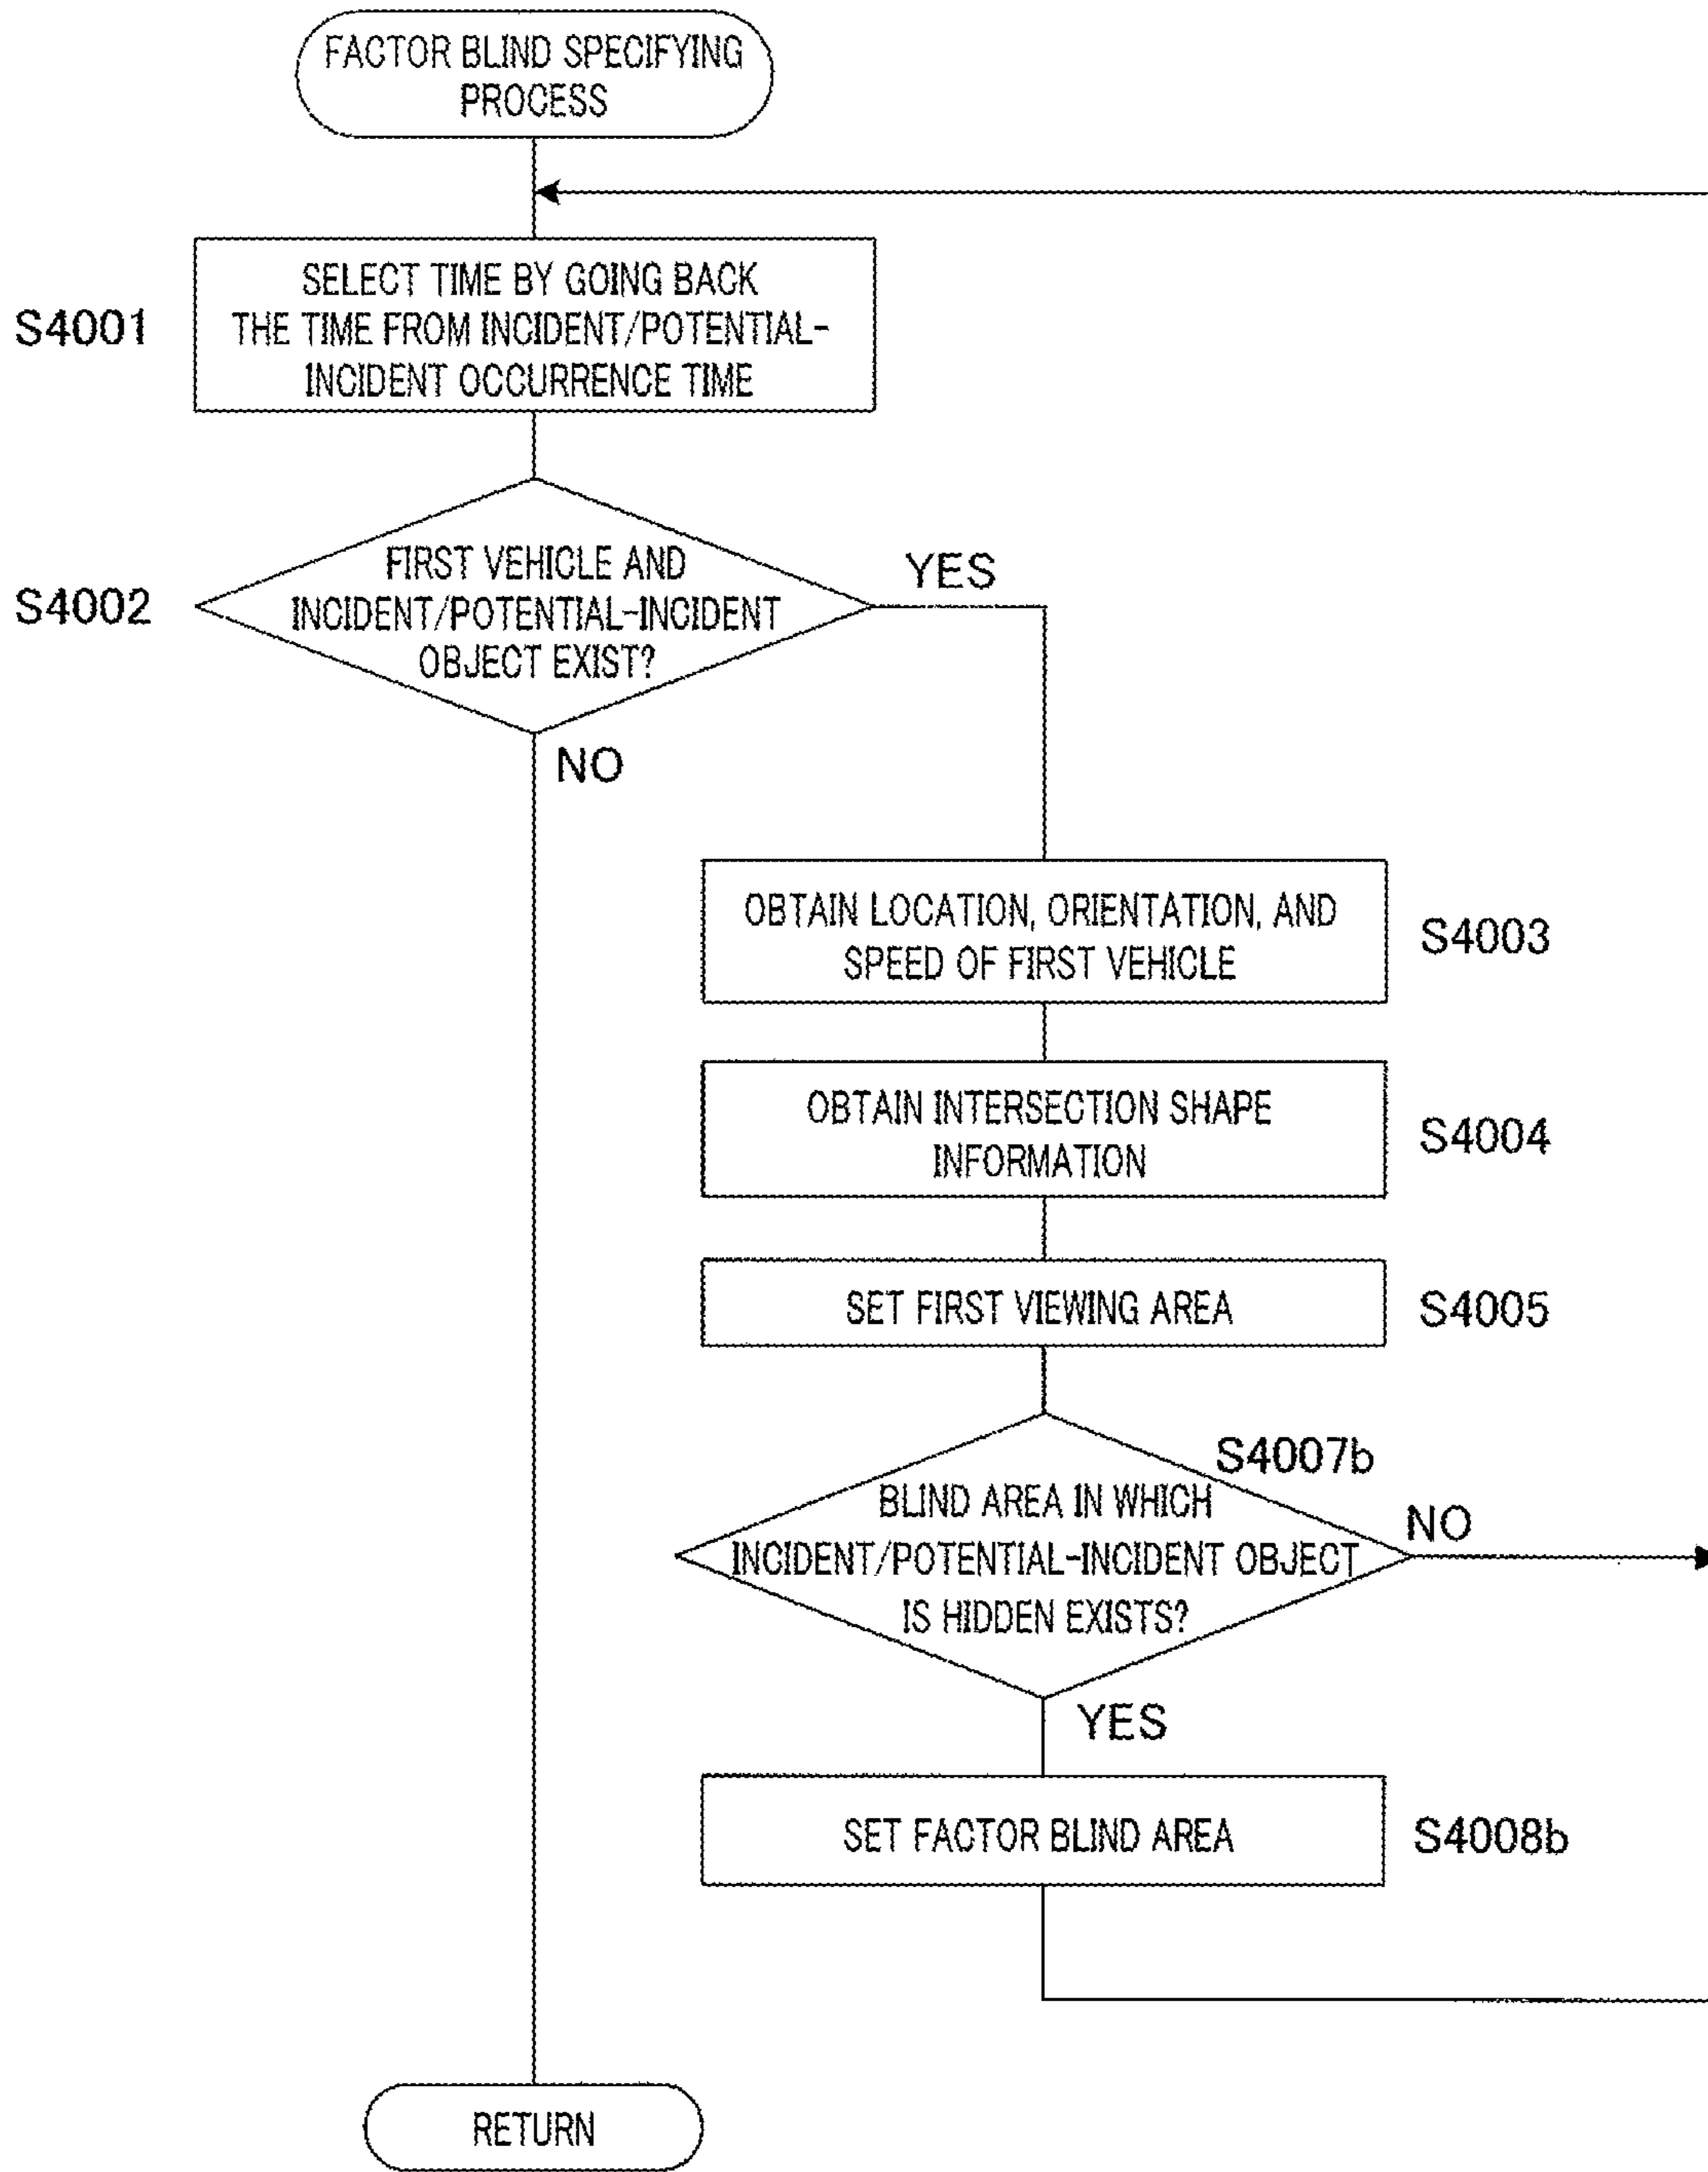 FACTOR BLIND SPECIFYING
PROCESS
S4001
SELECT TIME BY GOING BACK
THE TIME FROM INCIDENT/POTENTIAL-
INCIDENT OCCURRENCE TIME
S4002
FIRST VEHICLE AND
INCIDENT/POTENTIAL-INCIDENT
OBJECT EXIST?
YES
NO
OBTAIN LOCATION, ORIENTATION, AND
SPEED OF FIRST VEHICLE
S4003
OBTAIN INTERSECTION SHAPE
INFORMATION
S4004
SET FIRST VIEWING AREA
S4005
S4007b
BLIND AREA IN WHICH
INCIDENT/POTENTIAL-INCIDENT OBJECT
IS HIDDEN EXISTS?
NO
YES
SET FACTOR BLIND AREA
S4008b
RETURN